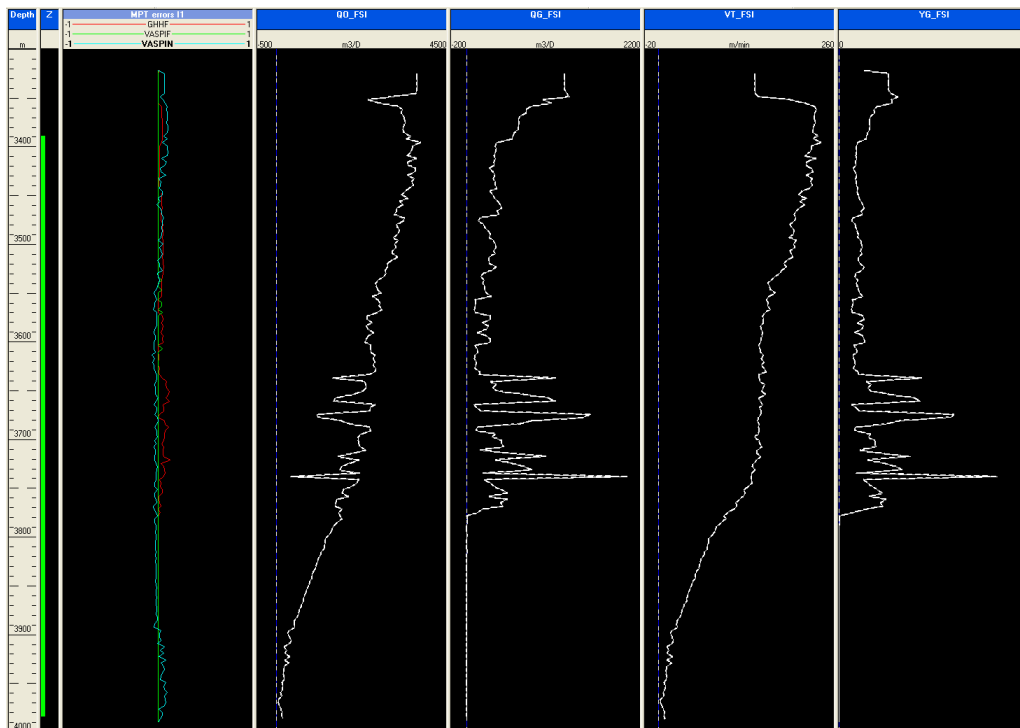 Depth Z MPT errors I1 QO_FSI QG_FSI VT_FSI YG_FSI
-1 GHHF 1
-1 VASPIF 1
m -1 VASPIN 1 -500 m3/D 4500 -200 m3/D 2200 -20 m/min 260 0
3400
3500
3600
3700
3800
3900
4000